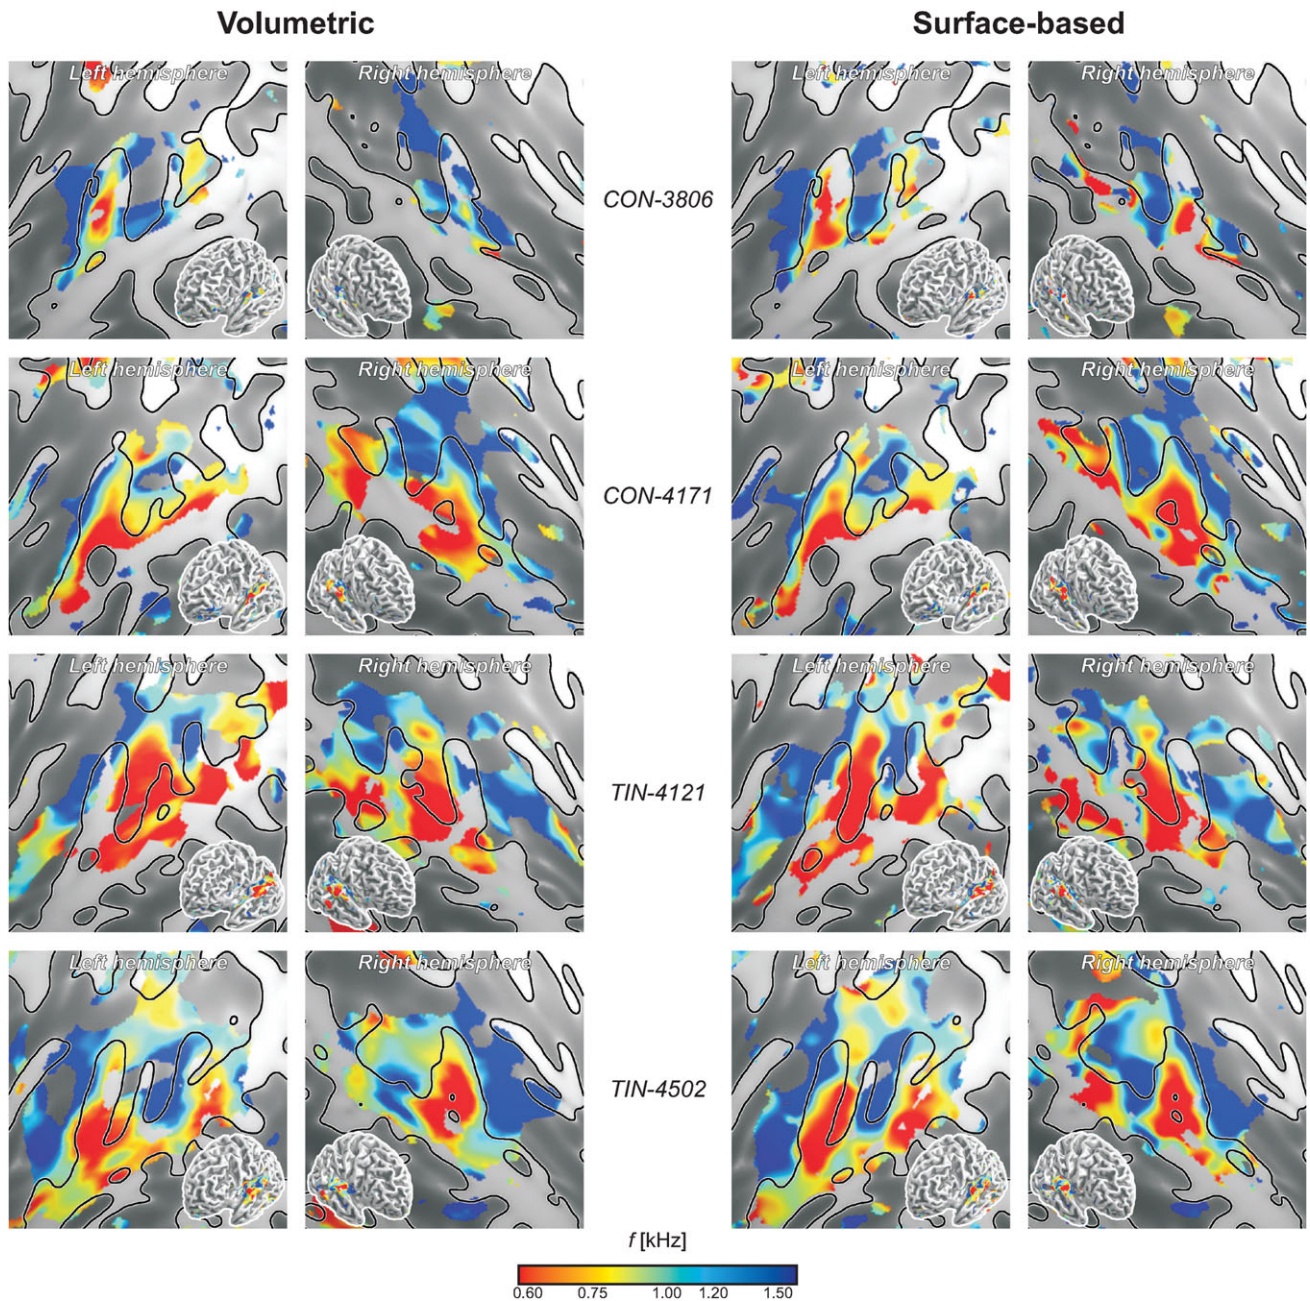 Volumetric
Surface-based
Left hemisphere
Right hemisphere
Left hemisphere
Right hemisphere
CON-3806
Left hemisphere
Right hemisphere
Left hemisphere
Right hemisphere
CON-4171
Left hemisphere
Right hemisphere
Left hemisphere
Right hemisphere
TIN-4121
Left hemisphere
Right hemisphere
Left hemisphere
Right hemisphere
TIN-4502
f [kHz]
0.60 0.75 1.00 1.20 1.50